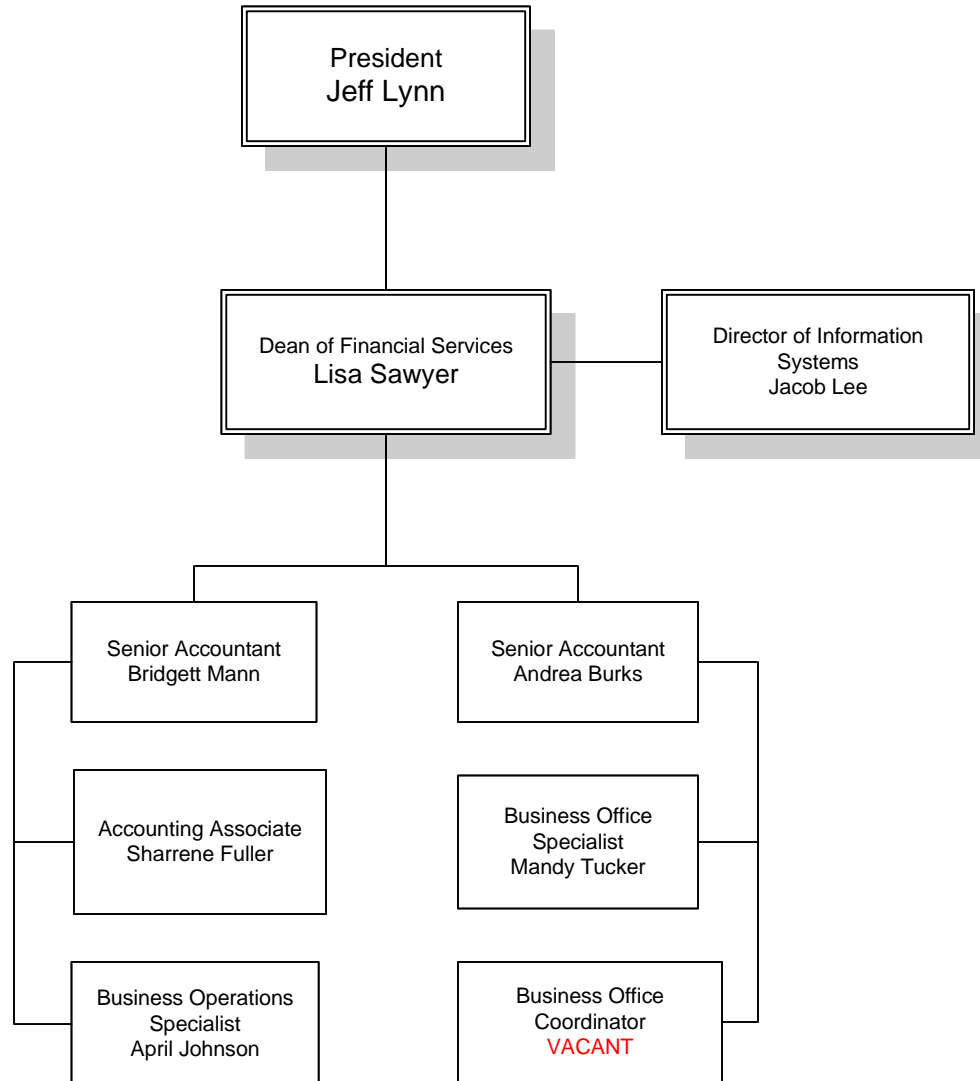 President
Jeff Lynn
Dean of Financial Services
Lisa Sawyer
Director of Information
Systems
Jacob Lee
Senior Accountant
Bridgett Mann
Senior Accountant
Andrea Burks
Accounting Associate
Sharrene Fuller
Business Office
Specialist
Mandy Tucker
Business Operations
Specialist
April Johnson
Business Office
Coordinator
VACANT